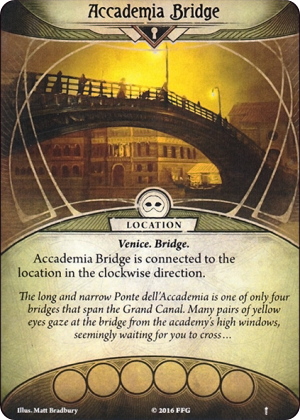 Accademia Bridge
LOCATION
Venice. Bridge.
Accademia Bridge is connected to the
location in the clockwise direction.
The long and narrow Ponte dell'Accademia is one of only four
bridges that span the Grand Canal. Many pairs of yellow
eyes gaze at the bridge from the academy's high windows,
seemingly waiting for you to cross…
Illus. Matt Bradbury
© 2016 FFG